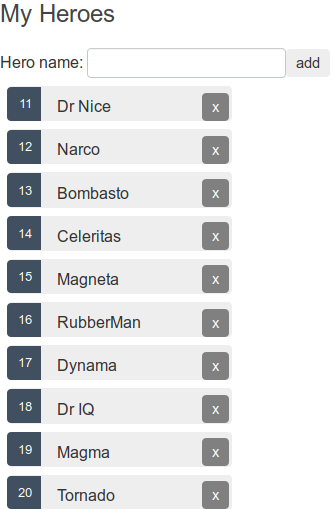 My Heroes
Hero name: add
11 Dr Nice x
12 Narco x
13 Bombasto x
14 Celeritas x
15 Magneta x
16 RubberMan x
17 Dynama x
18 Dr IQ x
19 Magma x
20 Tornado x